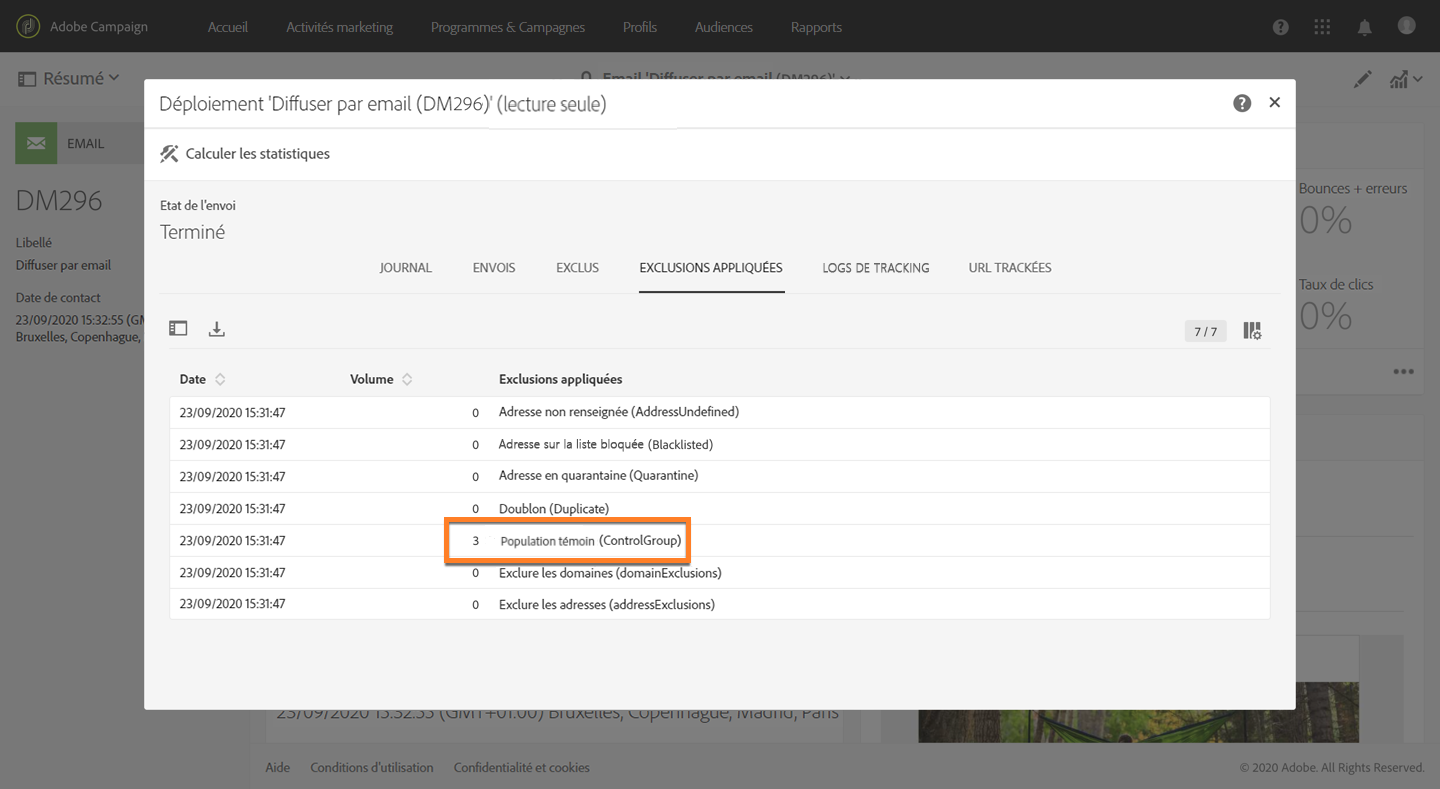 Adobe Campaign Accueil Activités marketing Programmes & Campagnes Profils Audiences Rapports
Résumé
Email 'Diffuser par email (DM296)'
EMAIL
DM296
Libellé
Diffuser par email
Date de contact
23/09/2020 15:32:55 (GM
Bruxelles, Copenhague,
Déploiement 'Diffuser par email (DM296)' (lecture seule)
Calculer les statistiques
Etat de l'envoi
Terminé
JOURNAL ENVOIS EXCLUS EXCLUSIONS APPLIQUÉES LOGS DE TRACKING URL TRACKÉES
7 / 7
Date Volume Exclusions appliquées
23/09/2020 15:31:47 0 Adresse non renseignée (AddressUndefined)
23/09/2020 15:31:47 0 Adresse sur la liste bloquée (Blacklisted)
23/09/2020 15:31:47 0 Adresse en quarantaine (Quarantine)
23/09/2020 15:31:47 0 Doublon (Duplicate)
23/09/2020 15:31:47 3 Population témoin (ControlGroup)
23/09/2020 15:31:47 0 Exclure les domaines (domainExclusions)
23/09/2020 15:31:47 0 Exclure les adresses (addressExclusions)
Bounces + erreurs
0%
Taux de clics
0%
23/09/2020 15:32:55 (GMT+01:00) Bruxelles, Copenhague, Madrid, Paris
Aide Conditions d'utilisation Confidentialité et cookies © 2020 Adobe. All Rights Reserved.